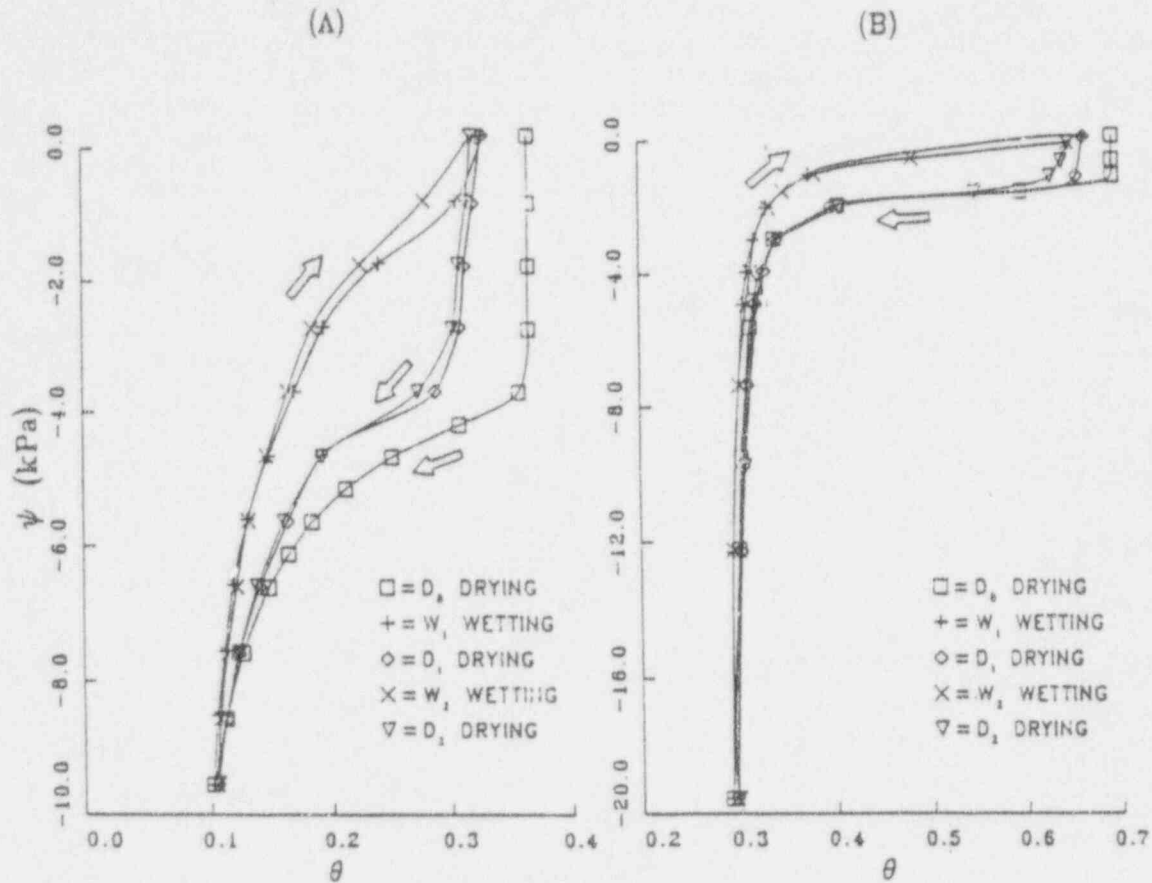 (A)
(B)
ψ (kPa)
0.0
-2.0
-4.0
-6.0
-8.0
-10.0
0.0 0.1 0.2 0.3 0.4
θ
□ = D₀ DRYING
+ = W₁ WETTING
◇ = D₁ DRYING
× = W₂ WETTING
▽ = D₂ DRYING
0.0
-4.0
-8.0
-12.0
-16.0
-20.0
0.2 0.3 0.4 0.5 0.6 0.7
θ
□ = D₀ DRYING
+ = W₁ WETTING
◇ = D₁ DRYING
× = W₂ WETTING
▽ = D₂ DRYING